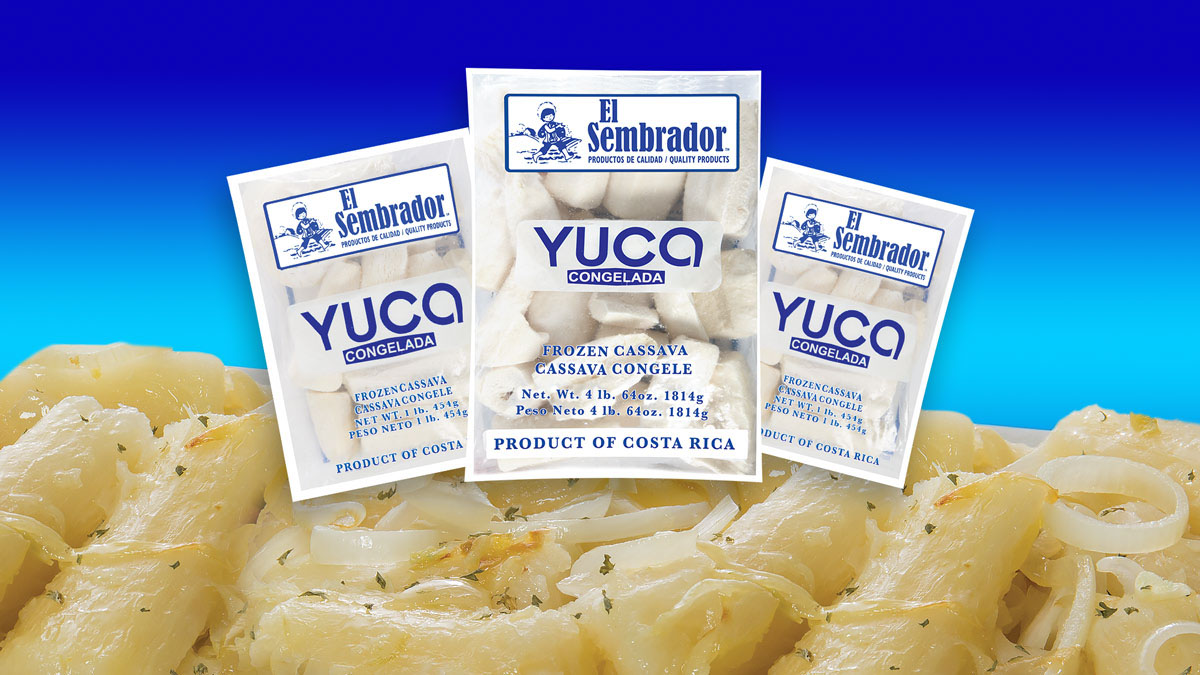 El
Sembrador
PRODUCTOS DE CALIDAD / QUALITY PRODUCTS
YUCA
CONGELADA
FROZEN CASSAVA
CASSAVA CONGELE
NET WT. 1 lb. 454g
PESO NETO 1 lb. 454g
PRODUCT OF COSTA RICA
El
Sembrador™
PRODUCTOS DE CALIDAD / QUALITY PRODUCTS
YUCA
CONGELADA
FROZEN CASSAVA
CASSAVA CONGELE
Net. Wt. 4 lb. 64oz. 1814g
Peso Neto 4 lb. 64oz. 1814g
PRODUCT OF COSTA RICA
El
Sembrador
PRODUCTOS DE CALIDAD / QUALITY PRODUCTS
YUCA
CONGELADA
FROZEN CASSAVA
CASSAVA CONGELE
NET WT. 1 lb. 454g
PESO NETO 1 lb. 454g
PRODUCT OF COSTA RICA